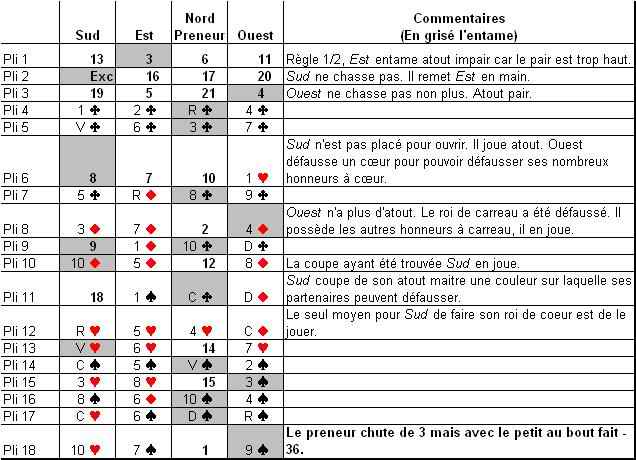 Nord Commentaires
Sud Est Preneur Ouest (En grisé l'entame)
Pli 1 13 3 6 11 Règle 1/2, Est entame atout impair car le pair est trop haut.
Pli 2 Exc 16 17 20 Sud ne chasse pas. Il remet Est en main.
Pli 3 19 5 21 4 Ouest ne chasse pas non plus. Atout pair.
Pli 4 1 ♣ 2 ♣ R ♣ 4 ♣
Pli 5 V ♣ 6 ♣ 3 ♣ 7 ♣
Sud n'est pas placé pour ouvrir. Il joue atout. Ouest
défausse un cœur pour pouvoir défausser ses nombreux
Pli 6 8 7 10 1 ♥ honneurs à cœur.
Pli 7 5 ♣ R ♦ 8 ♣ 9 ♣
Ouest n'a plus d'atout. Le roi de carreau a été défaussé. Il
Pli 8 3 ♦ 7 ♦ 2 4 ♦ possède les autres honneurs à carreau, il en joue.
Pli 9 9 1 ♦ 10 ♣ D ♣
Pli 10 10 ♦ 5 ♦ 12 8 ♦ La coupe ayant été trouvée Sud en joue.
Sud coupe de son atout maitre une couleur sur laquelle ses
Pli 11 18 1 ♠ C ♣ D ♦ partenaires peuvent défausser.
Le seul moyen pour Sud de faire son roi de coeur est de le
Pli 12 R ♥ 5 ♥ 4 ♥ C ♦ jouer.
Pli 13 V ♥ 6 ♥ 14 7 ♥
Pli 14 C ♠ 5 ♠ V ♠ 2 ♠
Pli 15 3 ♥ 8 ♥ 15 3 ♠
Pli 16 8 ♠ 6 ♦ 10 ♠ 4 ♠
Pli 17 C ♥ 6 ♠ D ♠ R ♠
Le preneur chute de 3 mais avec le petit au bout fait -
Pli 18 10 ♥ 7 ♠ 1 9 ♠ 36.